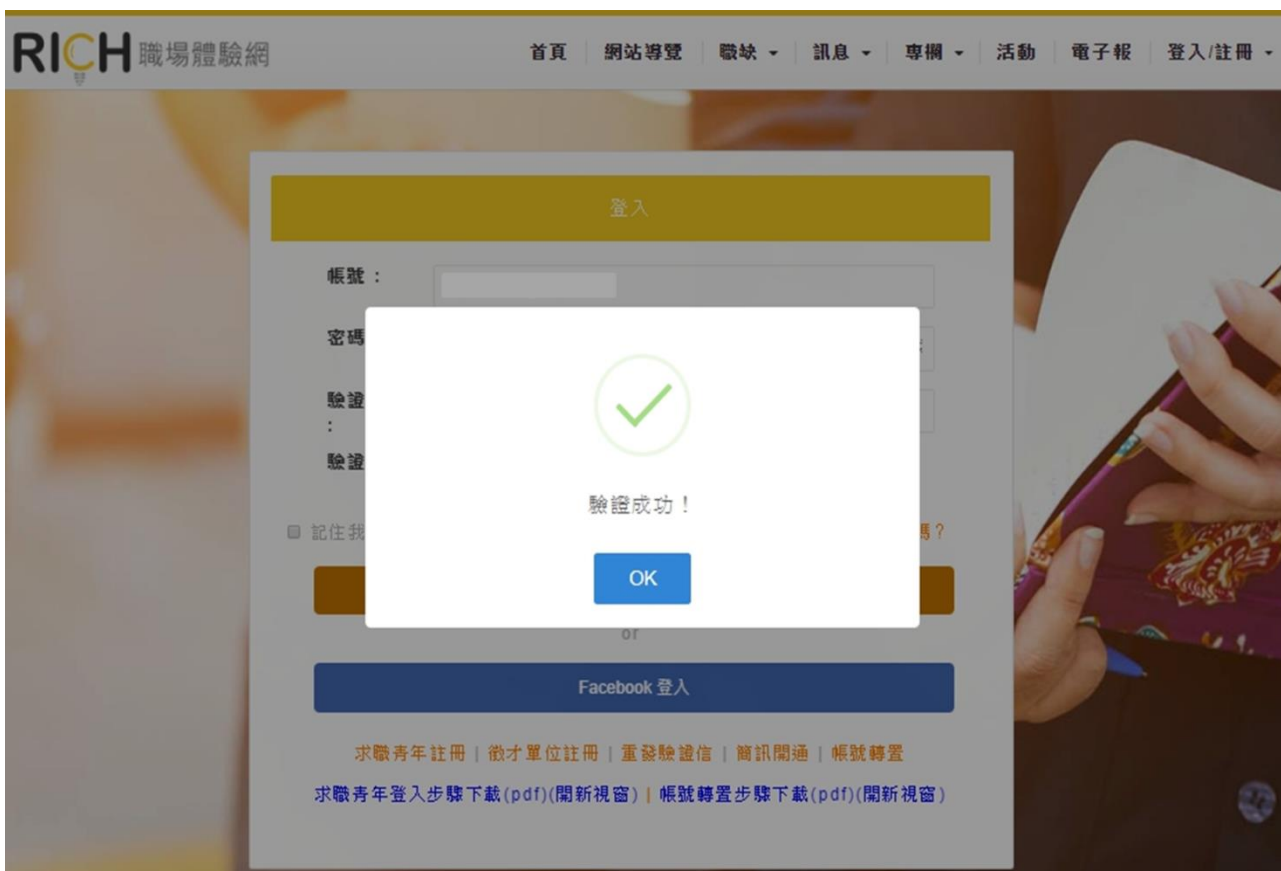 RICH 職場體驗網
首頁 網站導覽 職缺 訊息 專欄 活動 電子報 登入/註冊
登入
帳號：
密碼
驗證
：
驗證
驗證成功！
記住我
碼？
OK
or
Facebook 登入
求職青年註冊 | 徵才單位註冊 | 重發驗證信 | 簡訊開通 | 帳號轉置
求職青年登入步驟下載(pdf)(開新視窗) | 帳號轉置步驟下載(pdf)(開新視窗)